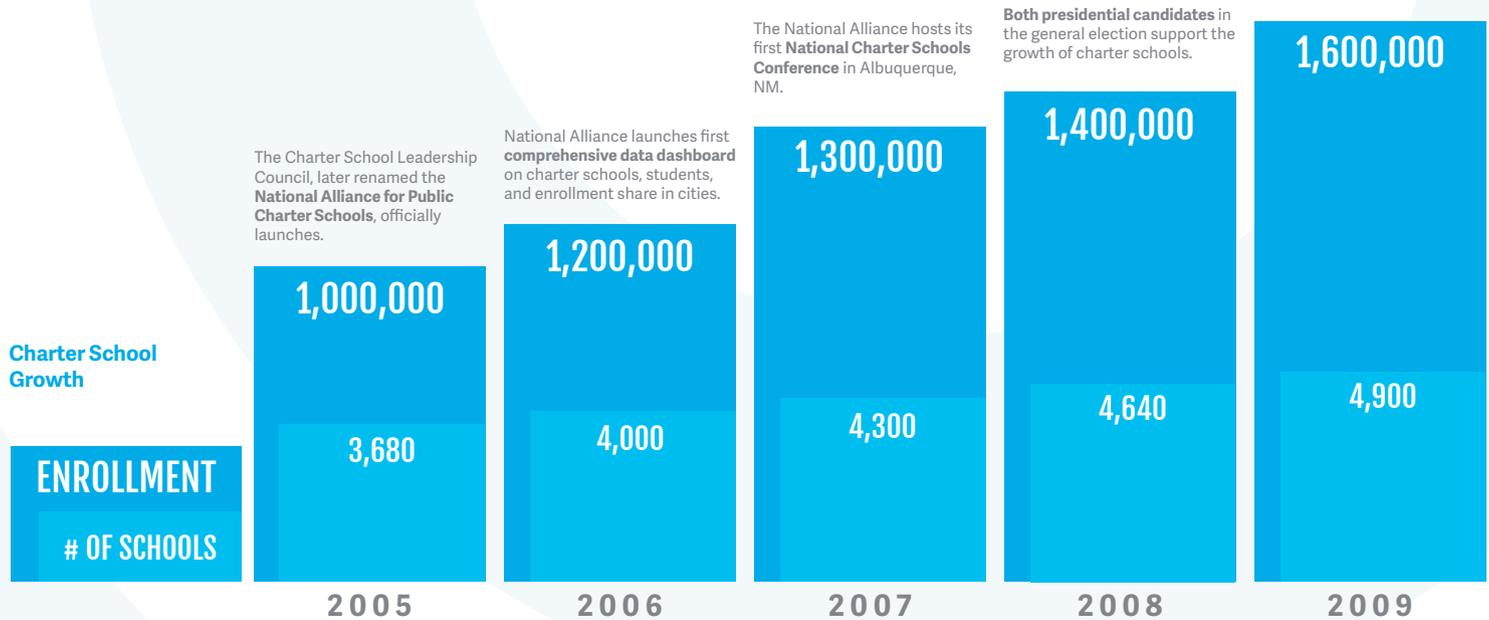 Charter School
Growth
ENROLLMENT
# OF SCHOOLS
The Charter School Leadership
Council, later renamed the
National Alliance for Public
Charter Schools, officially
launches.
1,000,000
3,680
2005
National Alliance launches first
comprehensive data dashboard
on charter schools, students,
and enrollment share in cities.
1,200,000
4,000
2006
The National Alliance hosts its
first National Charter Schools
Conference in Albuquerque,
NM.
1,300,000
4,300
2007
Both presidential candidates in
the general election support the
growth of charter schools.
1,400,000
4,640
2008
1,600,000
4,900
2009